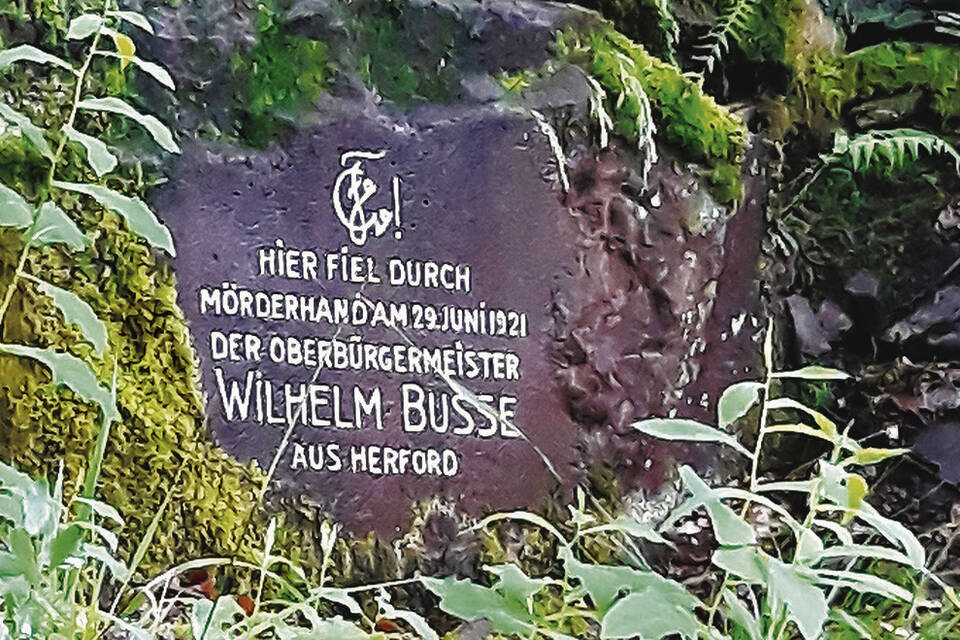 HIER FIEL DURCH
MÖRDERHAND AM 29. JUNI 1921
DER OBERBÜRGERMEISTER
WILHELM BUSSE
AUS HERFORD